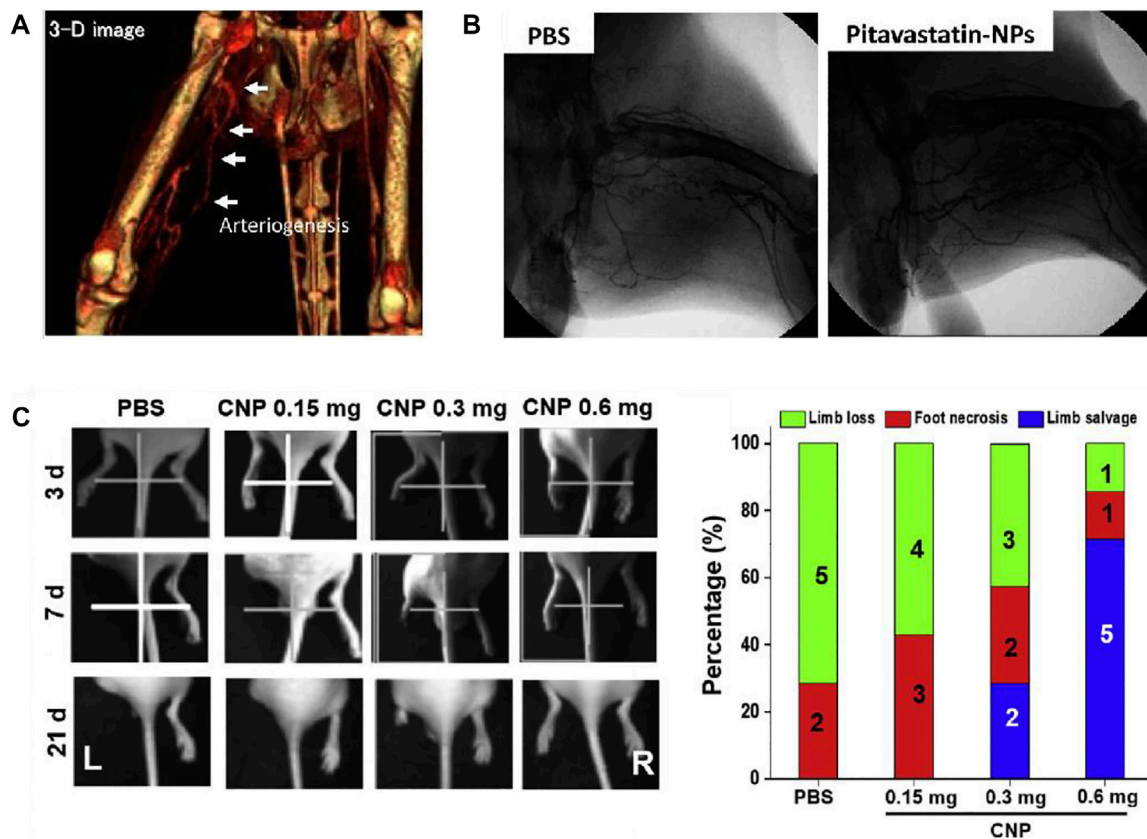 A
3-D image
Arteriogenesis
B
PBS
Pitavastatin-NPs
C
PBS CNP 0.15 mg CNP 0.3 mg CNP 0.6 mg
3 d
7 d
21 d
L
R
Limb loss Foot necrosis Limb salvage
Percentage (%)
100
80
60
40
20
0
5
2
4
3
3
2
2
1
1
5
PBS 0.15 mg 0.3 mg 0.6 mg
CNP